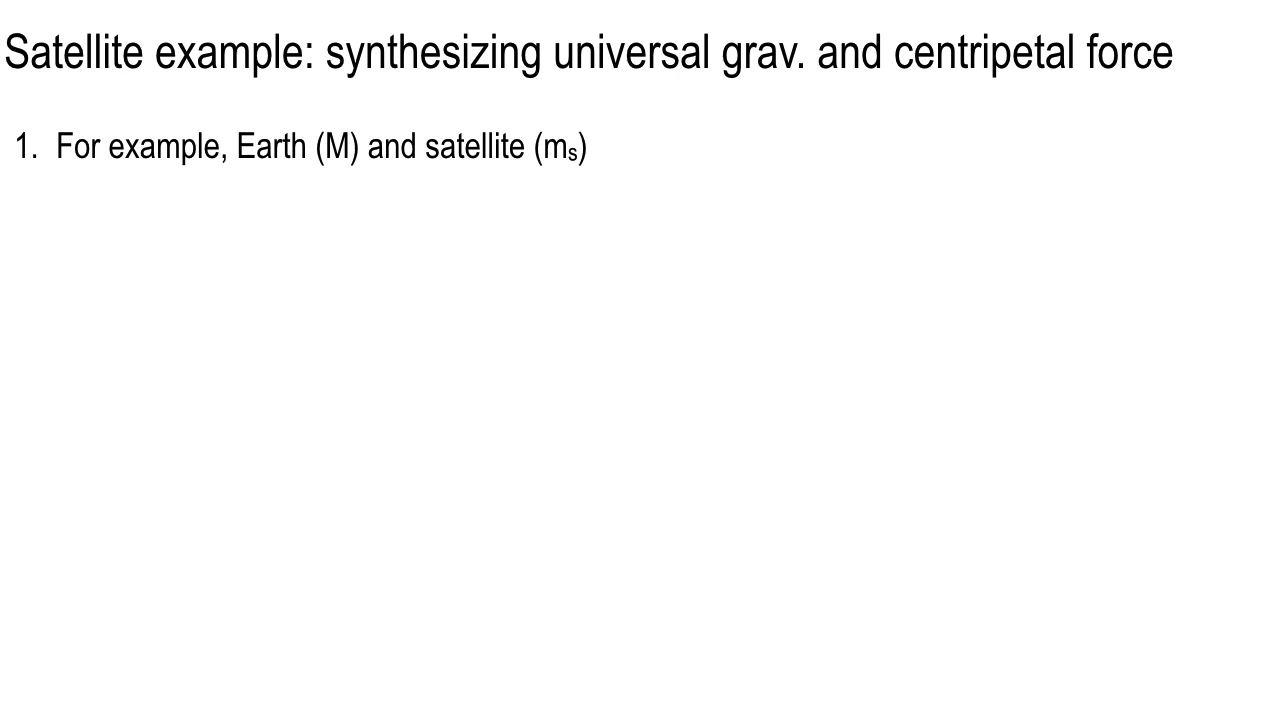 Satellite example: synthesizing universal grav. and centripetal force
1. For example, Earth (M) and satellite (mₛ)